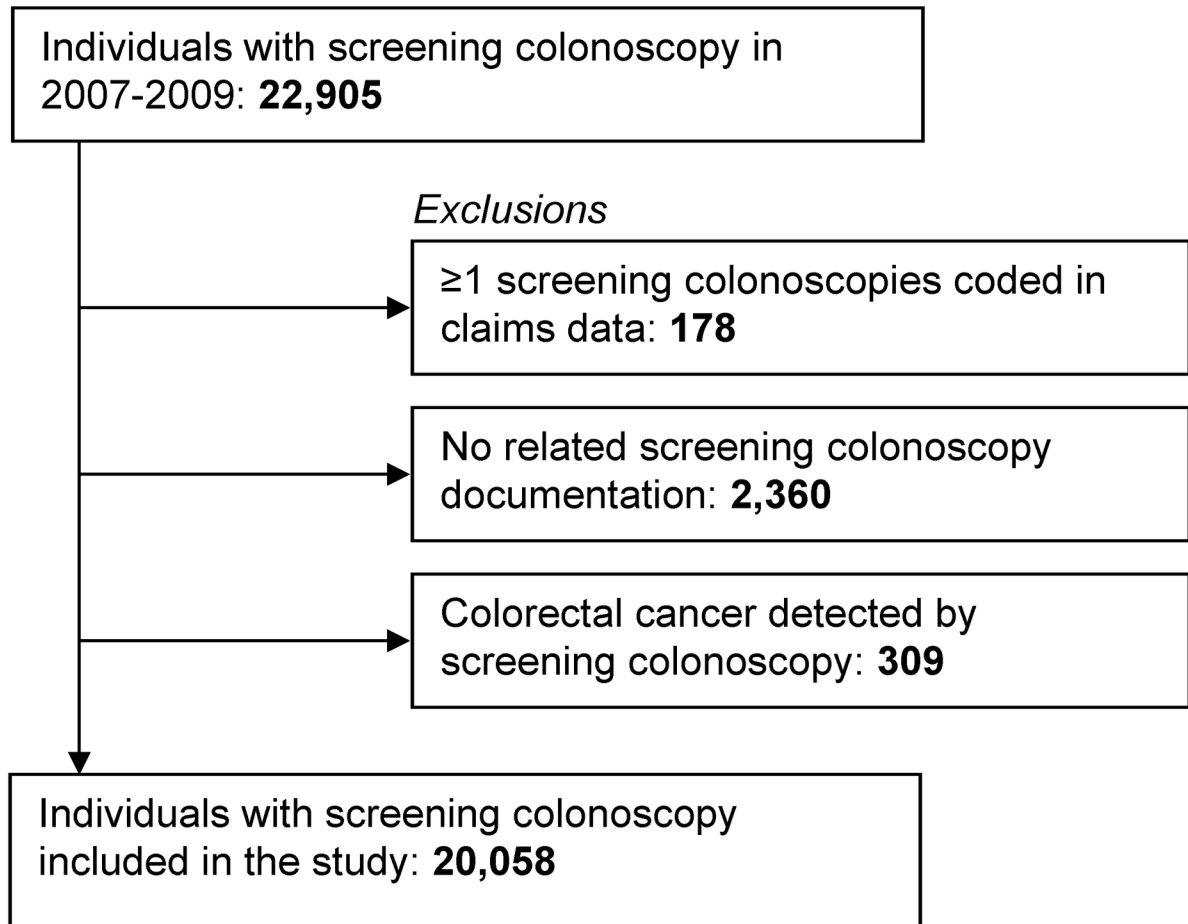 Individuals with screening colonoscopy in
2007-2009: 22,905
Exclusions
≥1 screening colonoscopies coded in
claims data: 178
No related screening colonoscopy
documentation: 2,360
Colorectal cancer detected by
screening colonoscopy: 309
Individuals with screening colonoscopy
included in the study: 20,058